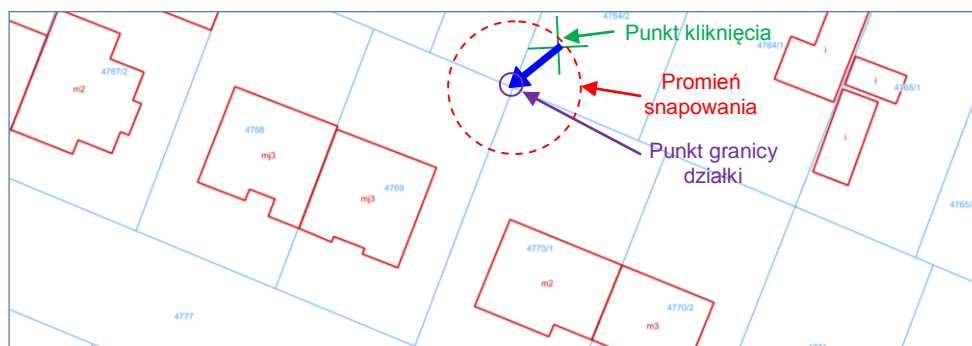 4764/2
Punkt kliknięcia
4764/1
i
4767/2
m2
Promień
snapowania
i
4765/1
4768
mj3
i
Punkt granicy
działki
4769
mj3
4770/1
m2
4777
4770/2
m3